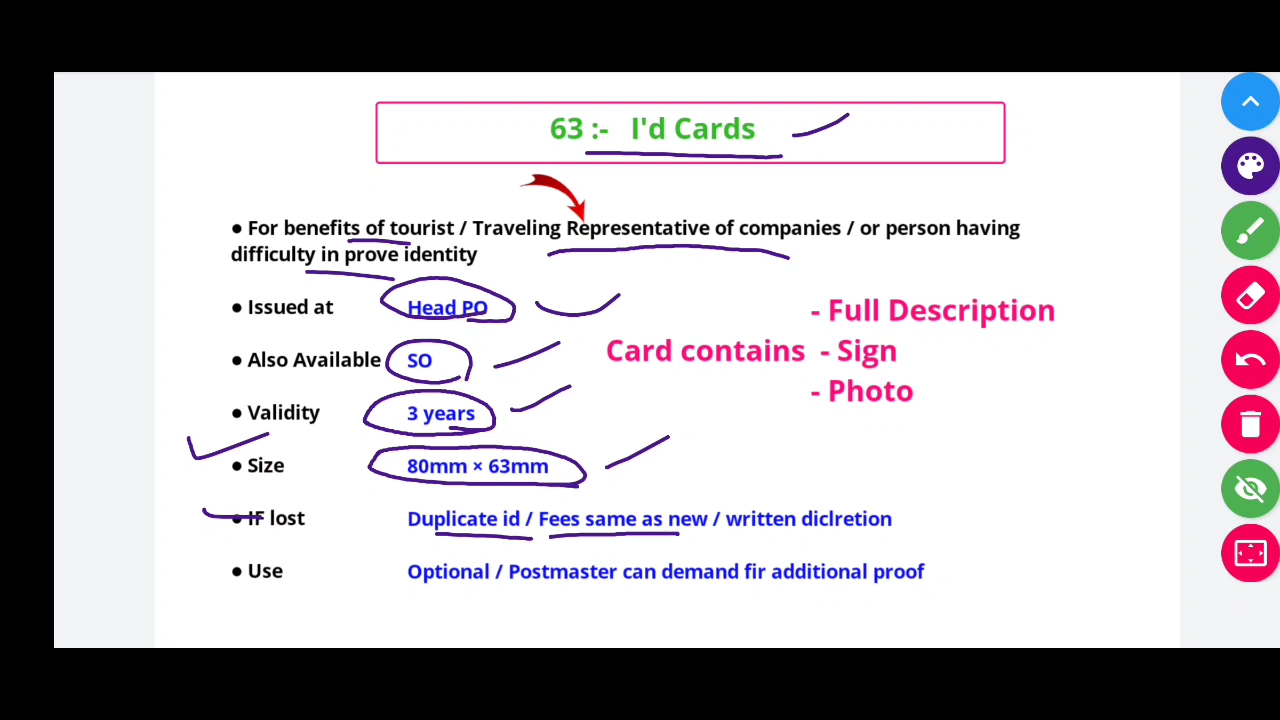 63 :- I'd Cards
● For benefits of tourist / Traveling Representative of companies / or person having
difficulty in prove identity
● Issued at Head PO
● Also Available SO
● Validity 3 years
● Size 80mm × 63mm
● IF lost Duplicate id / Fees same as new / written diclretion
● Use Optional / Postmaster can demand fir additional proof
- Full Description
Card contains - Sign
- Photo